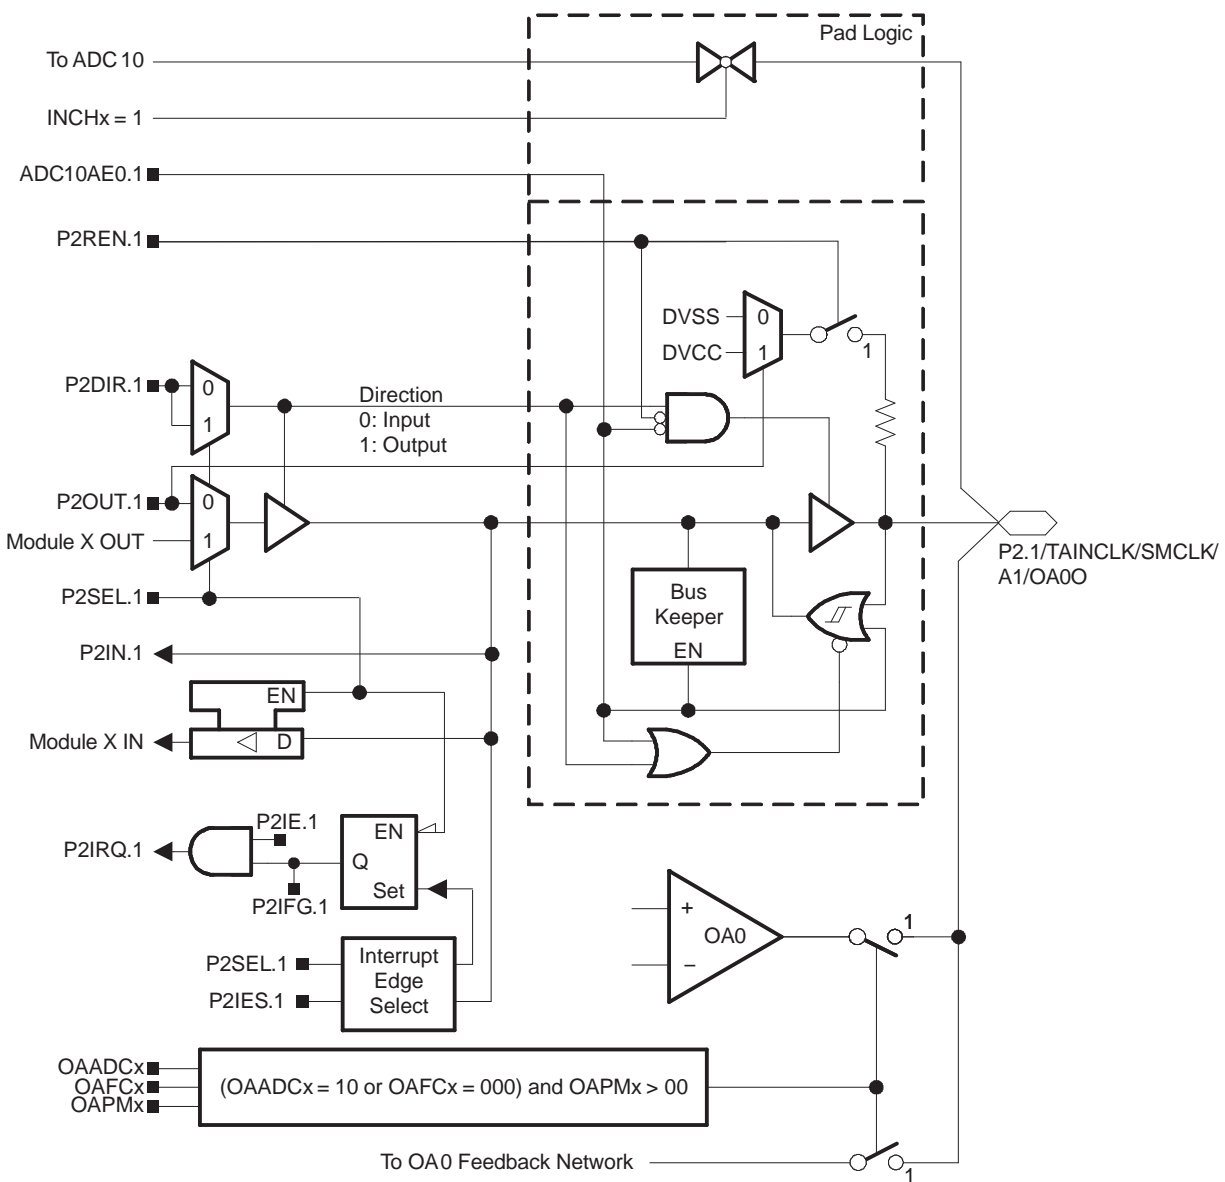 Pad Logic
To ADC 10
INCHx = 1
ADC10AE0.1
P2REN.1
DVSS
0
DVCC
1
1
P2DIR.1
0
1
Direction
0: Input
1: Output
P2OUT.1
0
Module X OUT
1
P2.1/TAINCLK/SMCLK/
A1/OA0O
P2SEL.1
Bus
Keeper
EN
P2IN.1
EN
Module X IN
D
P2IE.1
P2IRQ.1
EN
Q
Set
P2IFG.1
+
OA0
−
1
P2SEL.1
P2IES.1
Interrupt
Edge
Select
OAADCx
OAFCx
OAPMx
(OAADCx = 10 or OAFCx = 000) and OAPMx > 00
To OA0 Feedback Network
1